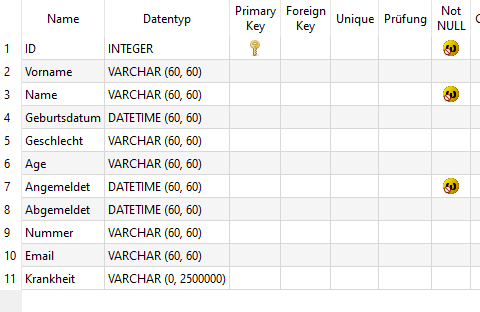 Name Datentyp Primary Key Foreign Key Unique Prüfung Not NULL
1 ID INTEGER
2 Vorname VARCHAR (60, 60)
3 Name VARCHAR (60, 60)
4 Geburtsdatum DATETIME (60, 60)
5 Geschlecht VARCHAR (60, 60)
6 Age VARCHAR (60, 60)
7 Angemeldet DATETIME (60, 60)
8 Abgemeldet DATETIME (60, 60)
9 Nummer VARCHAR (60, 60)
10 Email VARCHAR (60, 60)
11 Krankheit VARCHAR (0, 2500000)